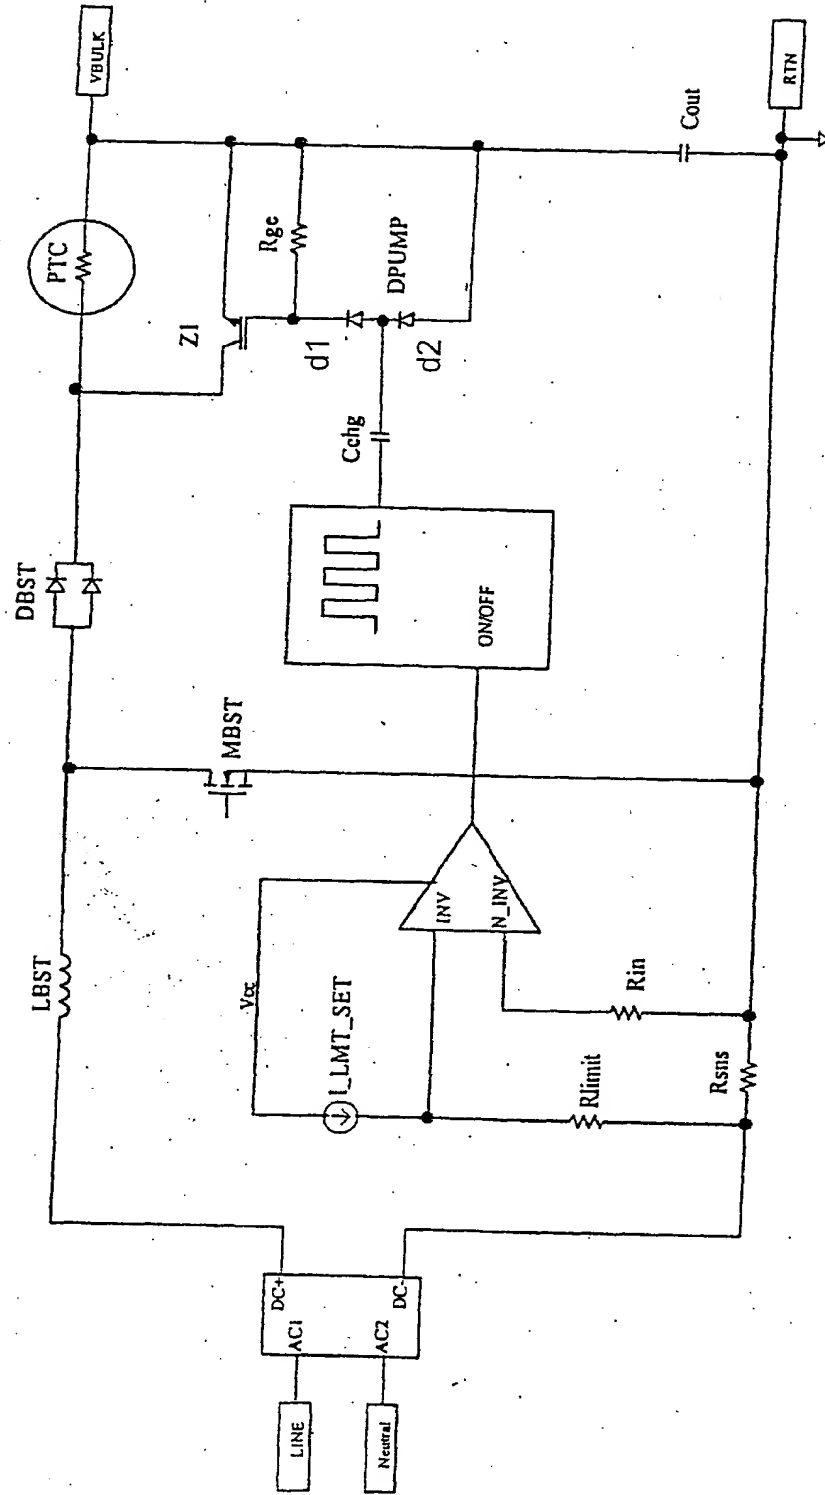 LINE
Neutral
AC1
AC2
DC+
DC-
LBST
Vcc
I_LMT_SET
Rlimit
Rsns
Rin
INV
N_INV
MBST
DBST
ON/OFF
Cchg
Z1
d1
d2
DPUMP
Rge
PTC
Cout
VBULK
RTN